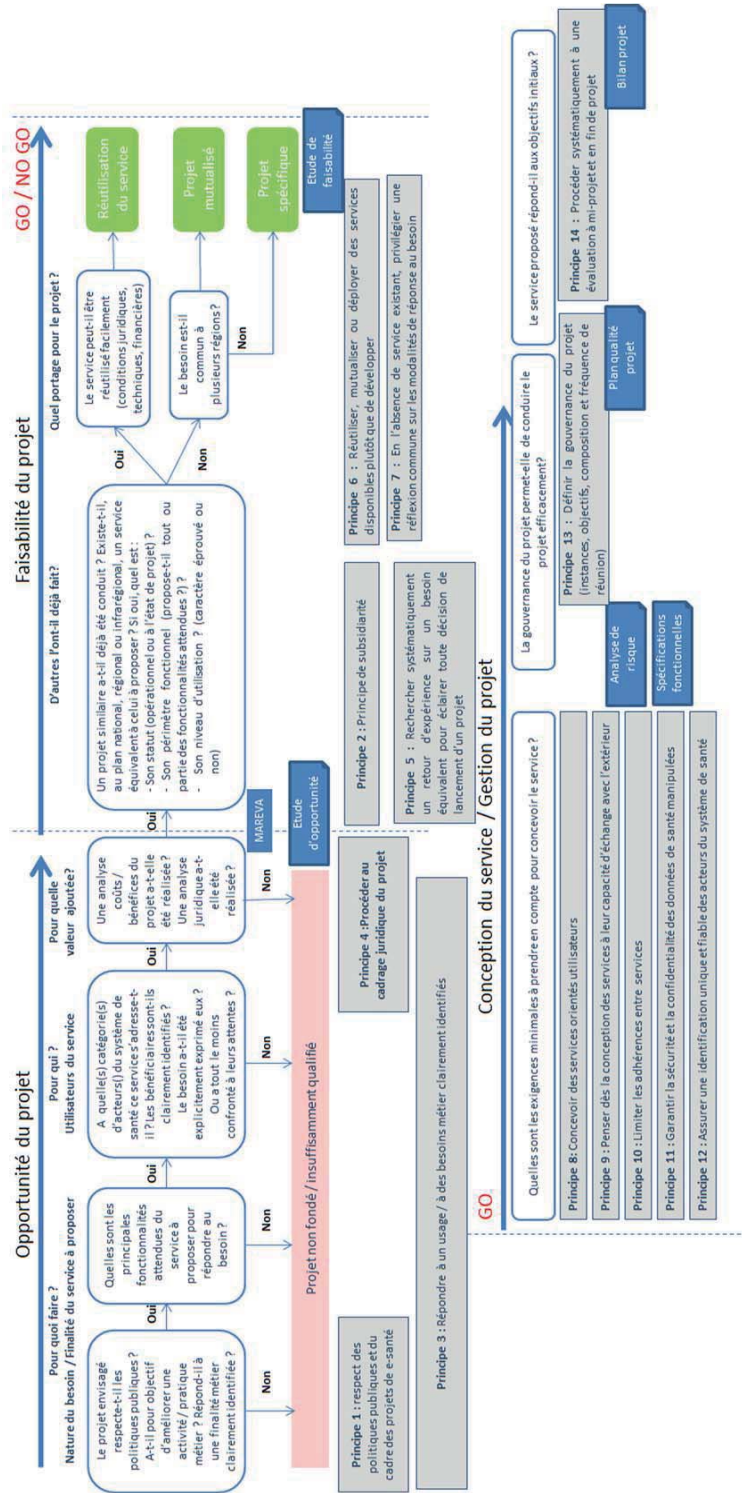 Opportunité du projet
Faisabilité du projet
GO / NO GO
Pour quoi faire ?
Nature du besoin / Finalité du service à proposer
Pour qui ?
Utilisateurs du service
Pour quelle
valeur ajoutée?
D'autres l'ont-il déjà fait?
Quel portage pour le projet ?
Le projet envisagé
respecte-t-il les
politiques publiques ?
A-t-il pour objectif
d'améliorer une
activité / pratique
métier ? Répond-il à
une finalité métier
clairement identifiée ?
Oui
Non
Quelles sont les
principales
fonctionnalités
attendues du
service à
proposer pour
répondre au
besoin ?
Oui
Non
A quelle(s) catégorie(s)
d'acteurs() du système de
santé ce service s'adresse-t-
il ? Les bénéficiaires sont-ils
clairement identifiés ?
Le besoin a-t-il été
explicitement exprimé eux ?
Ou a tout le moins
confronté à leurs attentes ?
Oui
Non
Une analyse
coûts /
bénéfices du
projet a-t-elle
été réalisée ?
Une analyse
juridique a-t-
elle été
réalisée ?
Oui
Non
MAREVA
Etude
d'opportunité
Un projet similaire a-t-il déjà été conduit ? Existe-t-il,
au plan national, régional ou infrarégional, un service
équivalent à celui à proposer ? Si oui, quel est :
- Son statut (opérationnel ou à l'état de projet) ?
- Son périmètre fonctionnel (propose-t-il tout ou
partie des fonctionnalités attendues ?) ?
- Son niveau d'utilisation ? (caractère éprouvé ou
non)
Oui
Non
Le service peut-il être
réutilisé facilement
(conditions juridiques,
techniques, financières)
Le besoin est-il
commun à
plusieurs régions ?
Non
Réutilisation
du service
Projet
mutualisé
Projet
spécifique
Etude de
faisabilité
Projet non fondé / insuffisamment qualifié
Principe 1 : respect des
politiques publiques et du
cadre des projets de e-santé
Principe 4 :Procéder au
cadrage juridique du projet
Principe 3 : Répondre à un usage / à des besoins métier clairement identifiés
Principe 2 : Principe de subsidiarité
Principe 5 : Rechercher systématiquement
un retour d'expérience sur un besoin
équivalent pour éclairer toute décision de
lancement d'un projet
Principe 6 : Réutiliser, mutualiser ou déployer des services
disponibles plutôt que de développer
Principe 7 : En l'absence de service existant, privilégier une
réflexion commune sur les modalités de réponse au besoin
GO
Conception du service / Gestion du projet
Quelles sont les exigences minimales à prendre en compte pour concevoir le service ?
Principe 8: Concevoir des services orientés utilisateurs
Principe 9 : Penser dès la conception des services à leur capacité d'échange avec l'extérieur
Principe 10 : Limiter les adhérences entre services
Principe 11 : Garantir la sécurité et la confidentialité des données de santé manipulées
Principe 12 : Assurer une identification unique et fiable des acteurs du système de santé
Analyse de
risque
Spécifications
fonctionnelles
La gouvernance du projet permet-elle de conduire le
projet efficacement?
Principe 13 : Définir la gouvernance du projet
(instances, objectifs, composition et fréquence de
réunion)
Plan qualité
projet
Le service proposé répond-il aux objectifs initiaux ?
Principe 14 : Procéder systématiquement à une
évaluation à mi-projet et en fin de projet
Bilan projet